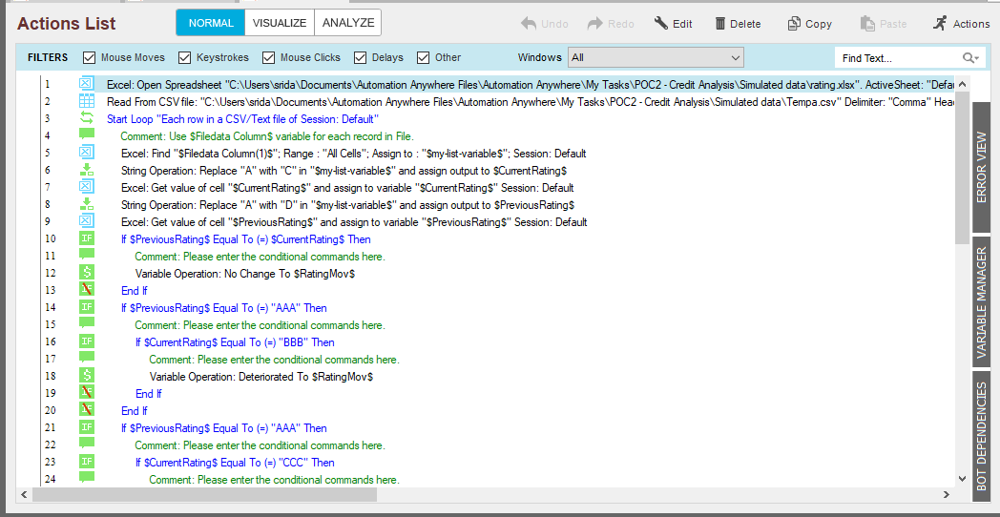 Actions List
NORMAL VISUALIZE ANALYZE
Undo Redo Edit Delete Copy Paste Actions
FILTERS Mouse Moves Keystrokes Mouse Clicks Delays Other Windows All Find Text...
1 Excel: Open Spreadsheet "C:\Users\srida\Documents\Automation Anywhere Files\Automation Anywhere\My Tasks\POC2 - Credit Analysis\Simulated data\rating.xlsx". ActiveSheet: "Defau
2 Read From CSV file: "C:\Users\srida\Documents\Automation Anywhere Files\Automation Anywhere\My Tasks\POC2 - Credit Analysis\Simulated data\Tempa.csv" Delimiter: "Comma" Head
3 Start Loop "Each row in a CSV/Text file of Session: Default"
4 Comment: Use $Filedata Column$ variable for each record in File.
5 Excel: Find "$Filedata Column(1)$"; Range : "All Cells"; Assign to : "$my-list-variable$"; Session: Default
6 String Operation: Replace "A" with "C" in "$my-list-variable$" and assign output to $CurrentRating$
7 Excel: Get value of cell "$CurrentRating$" and assign to variable "$CurrentRating$" Session: Default
8 String Operation: Replace "A" with "D" in "$my-list-variable$" and assign output to $PreviousRating$
9 Excel: Get value of cell "$PreviousRating$" and assign to variable "$PreviousRating$" Session: Default
10 IF If $PreviousRating$ Equal To (=) $CurrentRating$ Then
11 Comment: Please enter the conditional commands here.
12 $ Variable Operation: No Change To $RatingMov$
13 End If
14 IF If $PreviousRating$ Equal To (=) "AAA" Then
15 Comment: Please enter the conditional commands here.
16 IF If $CurrentRating$ Equal To (=) "BBB" Then
17 Comment: Please enter the conditional commands here.
18 $ Variable Operation: Deteriorated To $RatingMov$
19 End If
20 End If
21 IF If $PreviousRating$ Equal To (=) "AAA" Then
22 Comment: Please enter the conditional commands here.
23 IF If $CurrentRating$ Equal To (=) "CCC" Then
24 Comment: Please enter the conditional commands here.
ERROR VIEW
VARIABLE MANAGER
BOT DEPENDENCIES